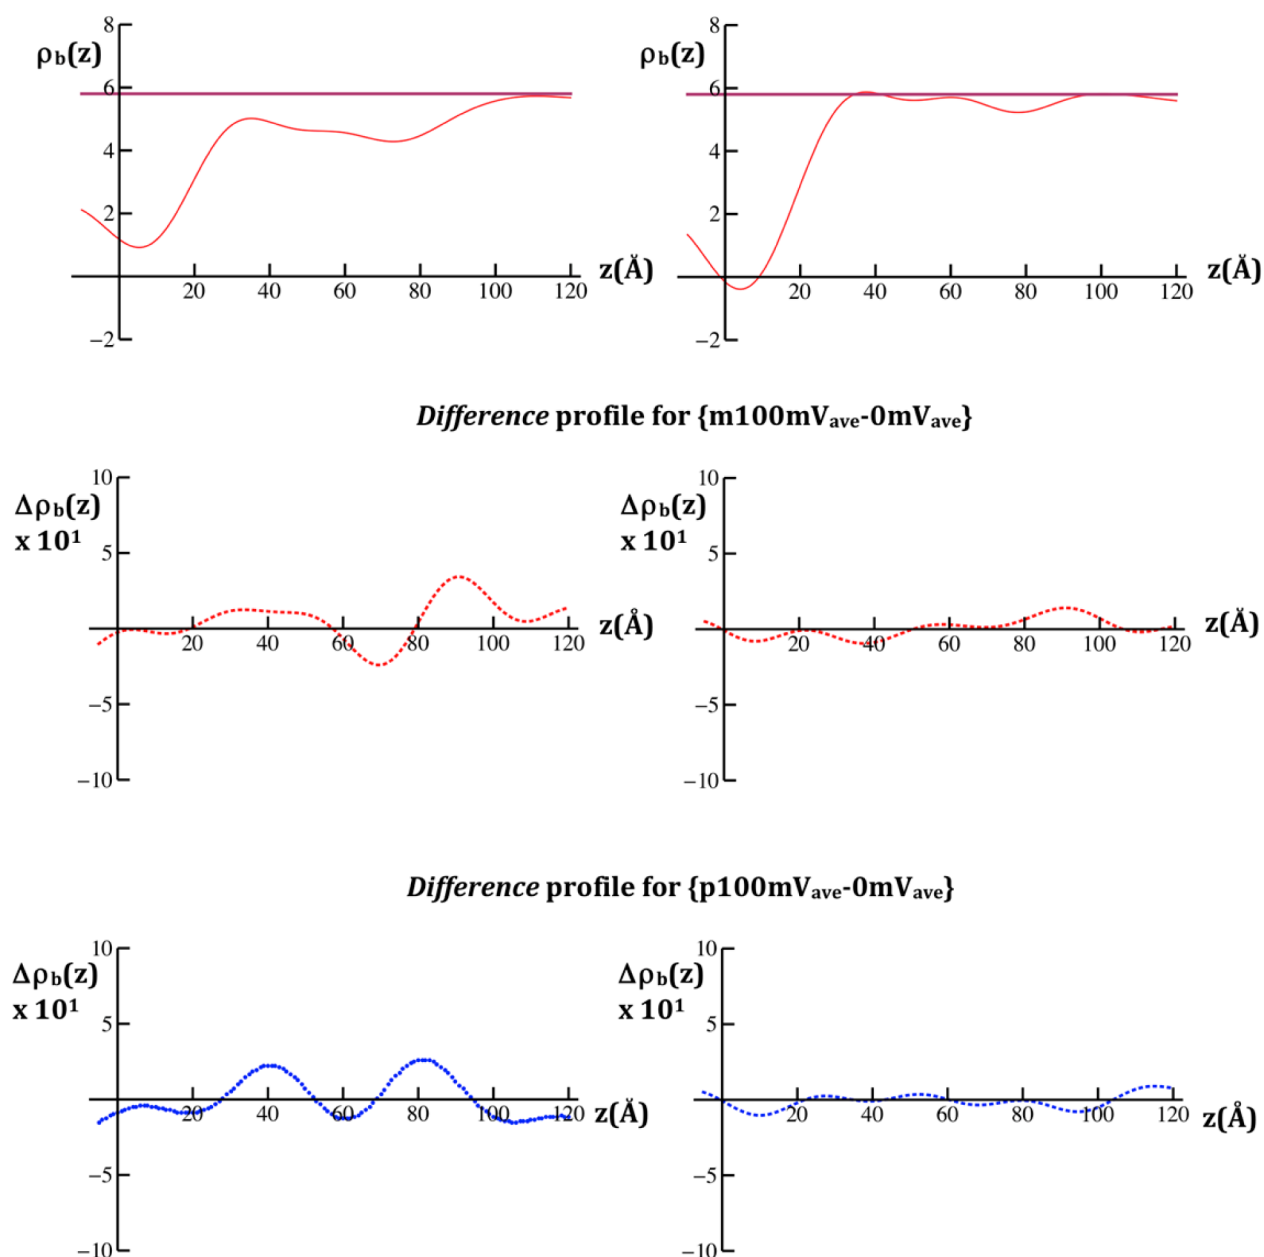 8 8
ρb(z) ρb(z)
6 6
4 4
2 2
20 40 60 80 100 120 z(Å) 20 40 60 80 100 120 z(Å)
−2 −2
Difference profile for {m100mVave-0mVave}
10 10
Δρb(z) Δρb(z)
x 10¹ x 10¹
5 5
20 40 60 80 100 120 z(Å) 20 40 60 80 100 120 z(Å)
−5 −5
−10 −10
Difference profile for {p100mVave-0mVave}
10 10
Δρb(z) Δρb(z)
x 10¹ x 10¹
5 5
20 40 60 80 100 120 z(Å) 20 40 60 80 100 120 z(Å)
−5 −5
−10 −10